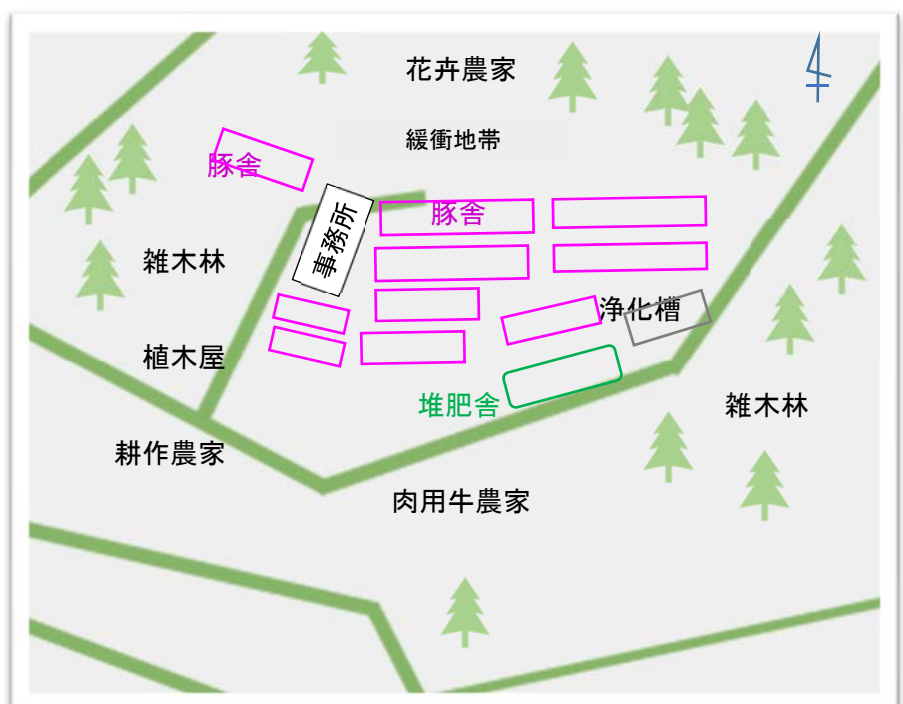 花卉農家
緩衝地帯
豚舎
豚舎
事務所
雑木林
浄化槽
植木屋
堆肥舎
雑木林
耕作農家
肉用牛農家